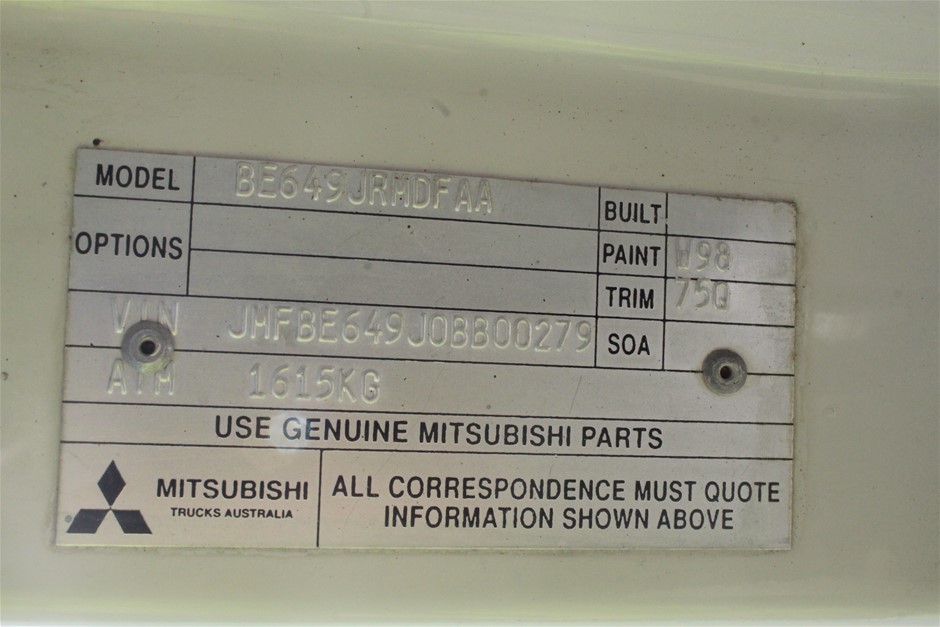 MODEL BE649JRMDFAA
BUILT
OPTIONS
PAINT W98
TRIM 75Q
VIN JMFBE649J0BB00279
SOA
ATM 1615KG
USE GENUINE MITSUBISHI PARTS
MITSUBISHI
TRUCKS AUSTRALIA
ALL CORRESPONDENCE MUST QUOTE
INFORMATION SHOWN ABOVE